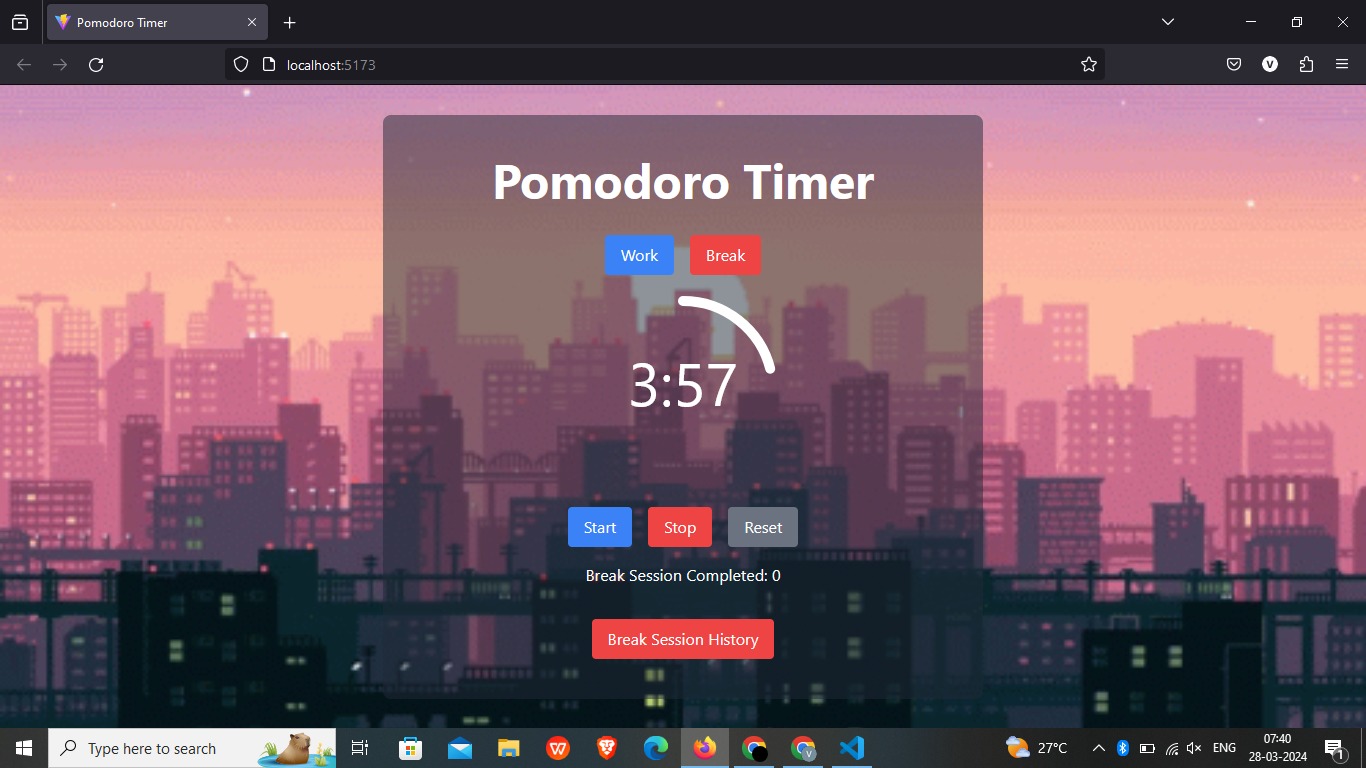 Pomodoro Timer
localhost:5173
V
Pomodoro Timer
Work Break
3:57
Start Stop Reset
Break Session Completed: 0
Break Session History
Type here to search
W
V
27°C
ENG
07:40
28-03-2024
1